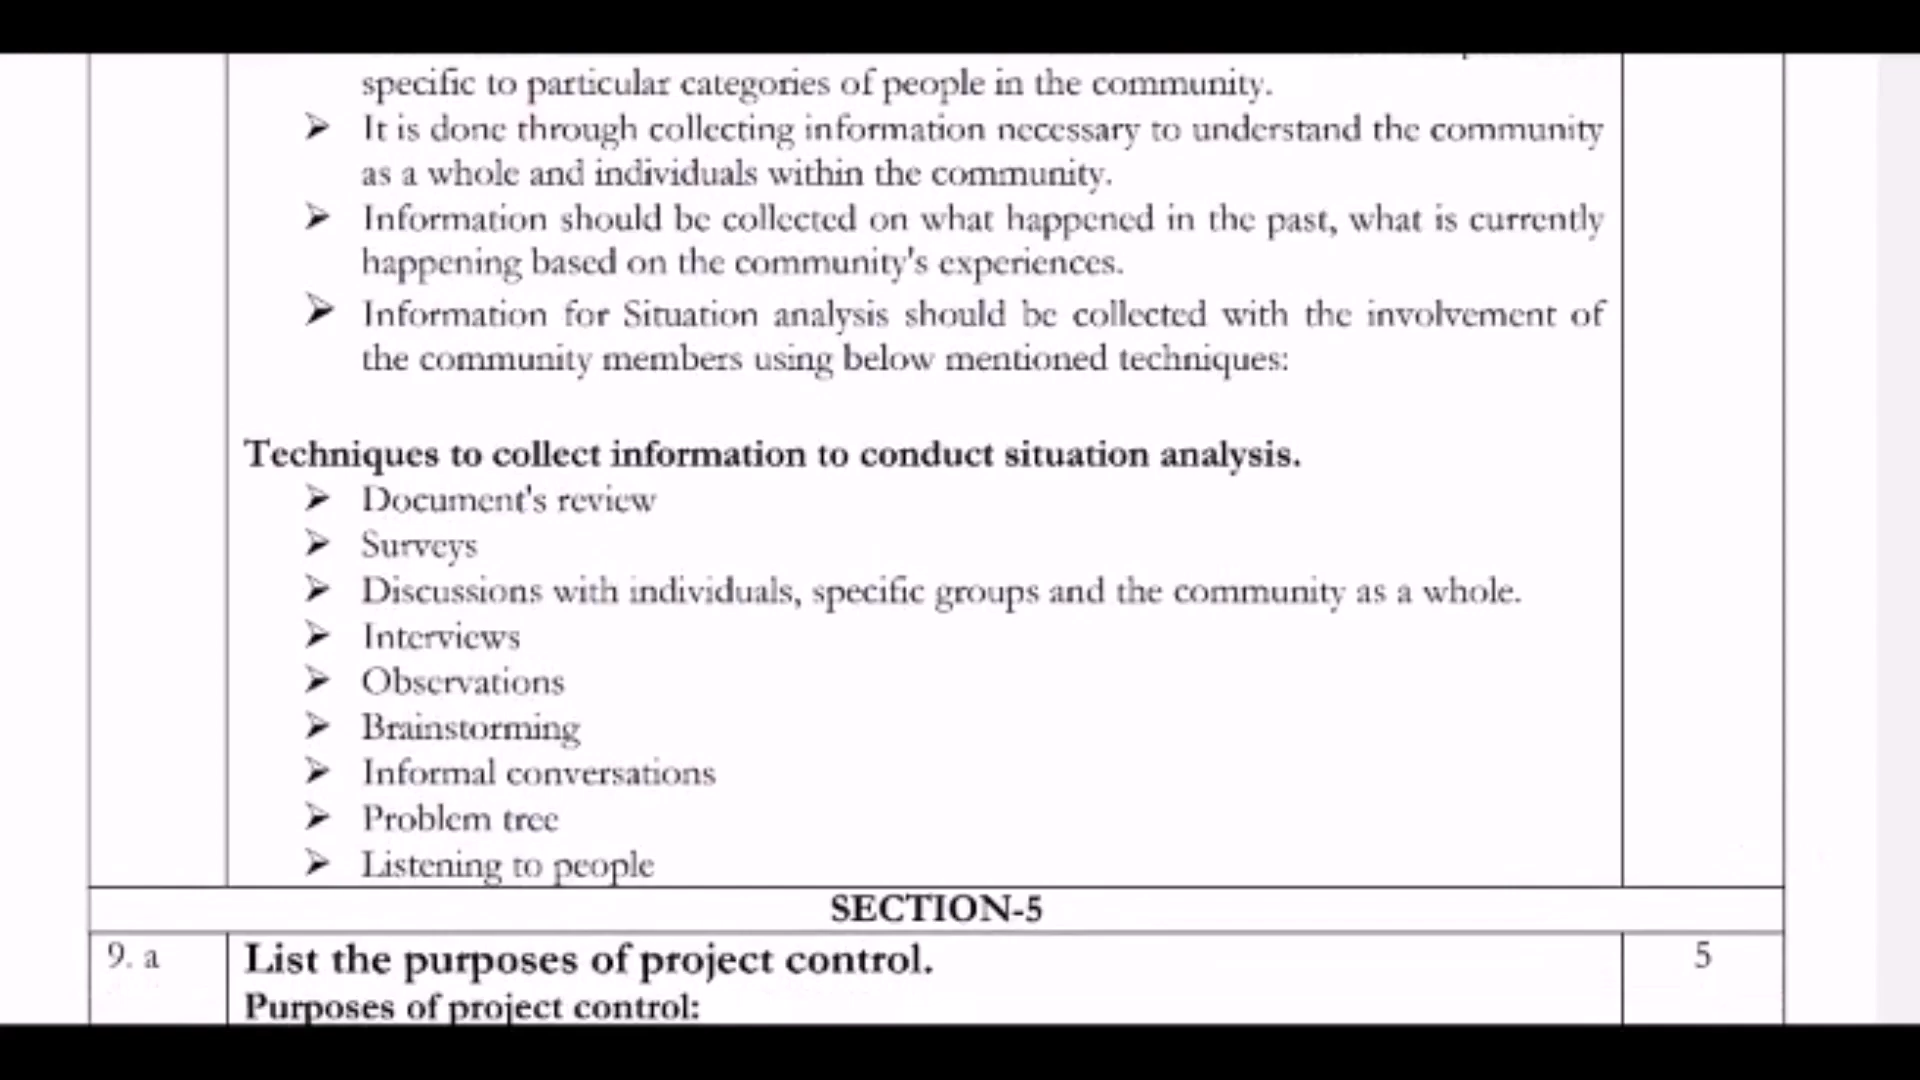 specific to particular categories of people in the community.
➤ It is done through collecting information necessary to understand the community
as a whole and individuals within the community.
➤ Information should be collected on what happened in the past, what is currently
happening based on the community's experiences.
➤ Information for Situation analysis should be collected with the involvement of
the community members using below mentioned techniques:
Techniques to collect information to conduct situation analysis.
➤ Document's review
➤ Surveys
➤ Discussions with individuals, specific groups and the community as a whole.
➤ Interviews
➤ Observations
➤ Brainstorming
➤ Informal conversations
➤ Problem tree
➤ Listening to people
SECTION-5
9. a List the purposes of project control. 5
Purposes of project control: